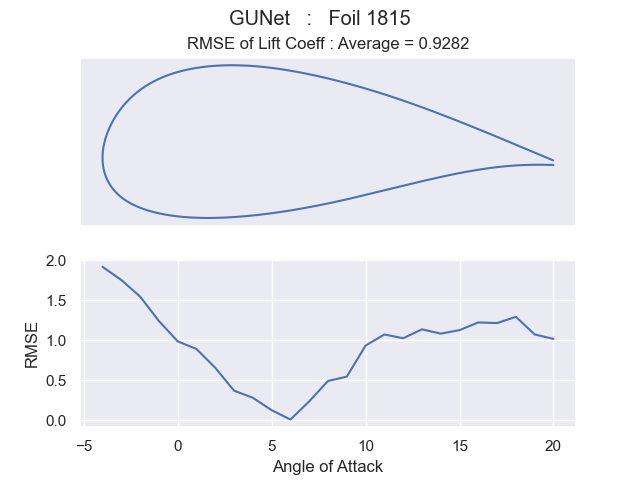 GUNet : Foil 1815
RMSE of Lift Coeff : Average = 0.9282
2.0
1.5
1.0
0.5
0.0
RMSE
−5 0 5 10 15 20
Angle of Attack